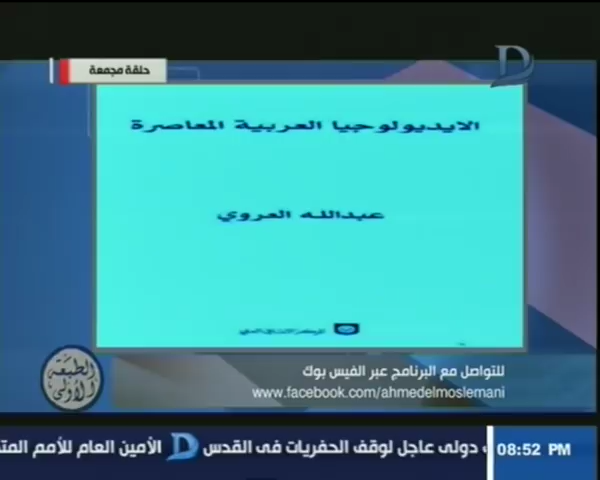 حلقة مجمعة
D
الايديولوجيا العربية المعاصرة
عبدالله العروي
الطبعة
الأولى
للتواصل مع البرنامج عبر الفيس بوك
www.facebook.com/ahmedelmoslemani
دولى عاجل لوقف الحفريات فى القدس
الأمين العام للأمم
08:52 PM